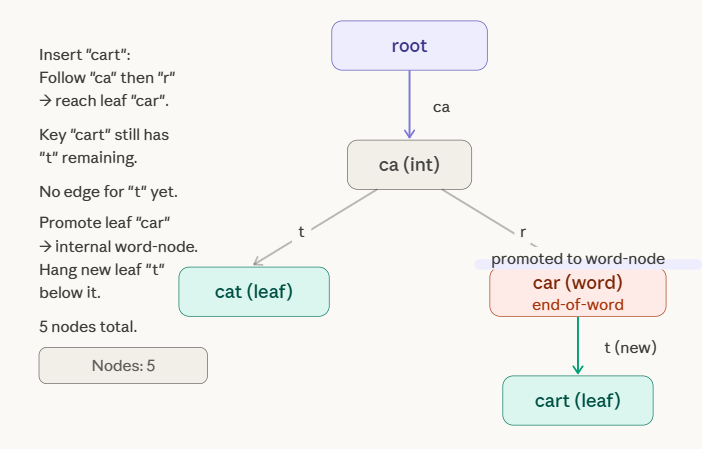 Insert "cart":
Follow "ca" then "r"
→ reach leaf "car".
Key "cart" still has
"t" remaining.
No edge for "t" yet.
Promote leaf "car"
→ internal word-node.
Hang new leaf "t"
below it.
5 nodes total.
Nodes: 5
root
ca
ca (int)
t
r
promoted to word-node
cat (leaf)
car (word)
end-of-word
t (new)
cart (leaf)